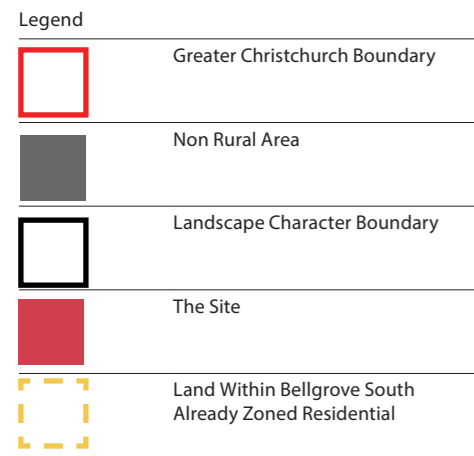 Legend
Greater Christchurch Boundary
Non Rural Area
Landscape Character Boundary
The Site
Land Within Bellgrove South
Already Zoned Residential